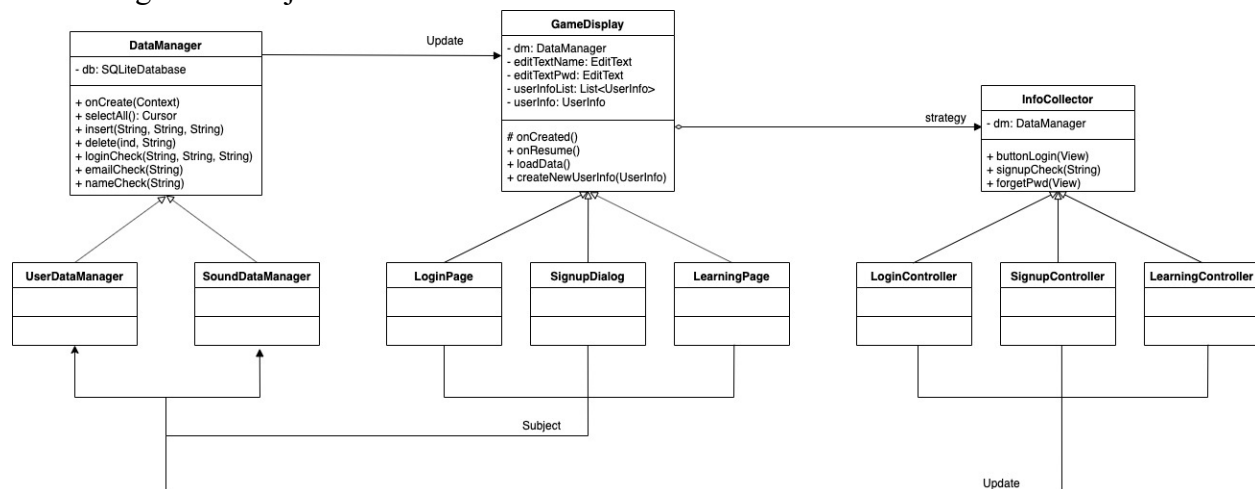 DataManager
- db: SQLiteDatabase
+ onCreate(Context)
+ selectAll(): Cursor
+ insert(String, String, String)
+ delete(ind, String)
+ loginCheck(String, String, String)
+ emailCheck(String)
+ nameCheck(String)
Update
GameDisplay
- dm: DataManager
- editTextName: EditText
- editTextPwd: EditText
- userInfoList: List<UserInfo>
- userInfo: UserInfo
# onCreated()
+ onResume()
+ loadData()
+ createNewUserInfo(UserInfo)
strategy
InfoCollector
- dm: DataManager
+ buttonLogin(View)
+ signupCheck(String)
+ forgetPwd(View)
UserDataManager
SoundDataManager
LoginPage
SignupDialog
LearningPage
LoginController
SignupController
LearningController
Subject
Update